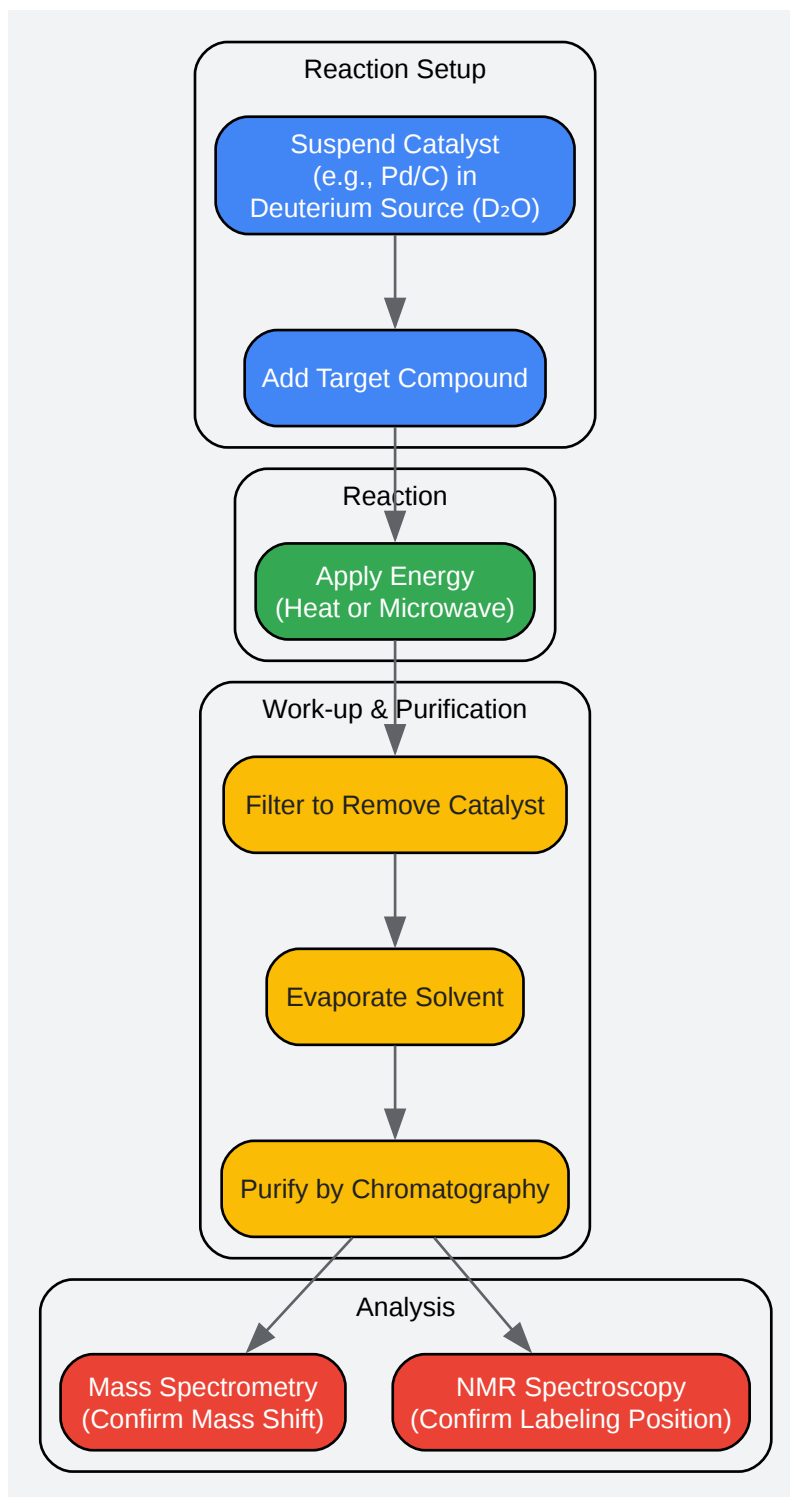 Reaction Setup
Suspend Catalyst
(e.g., Pd/C) in
Deuterium Source (D₂O)
Add Target Compound
Reaction
Apply Energy
(Heat or Microwave)
Work-up & Purification
Filter to Remove Catalyst
Evaporate Solvent
Purify by Chromatography
Analysis
Mass Spectrometry
(Confirm Mass Shift)
NMR Spectroscopy
(Confirm Labeling Position)